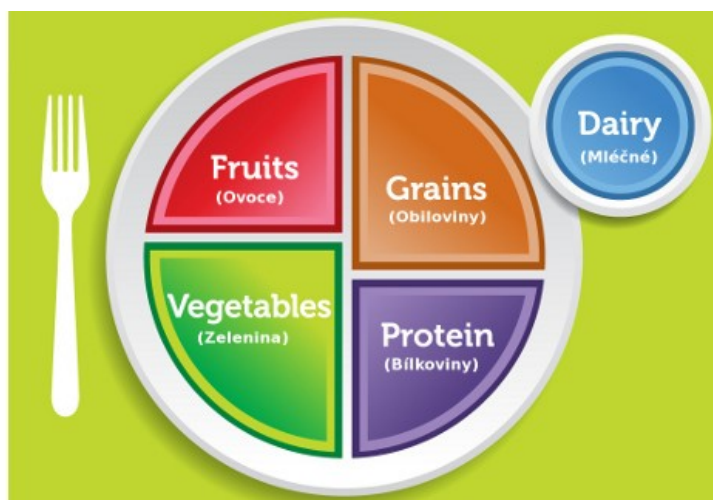 Fruits
(Ovoce)
Grains
(Obiloviny)
Dairy
(Mléčné)
Vegetables
(Zelenina)
Protein
(Bílkoviny)